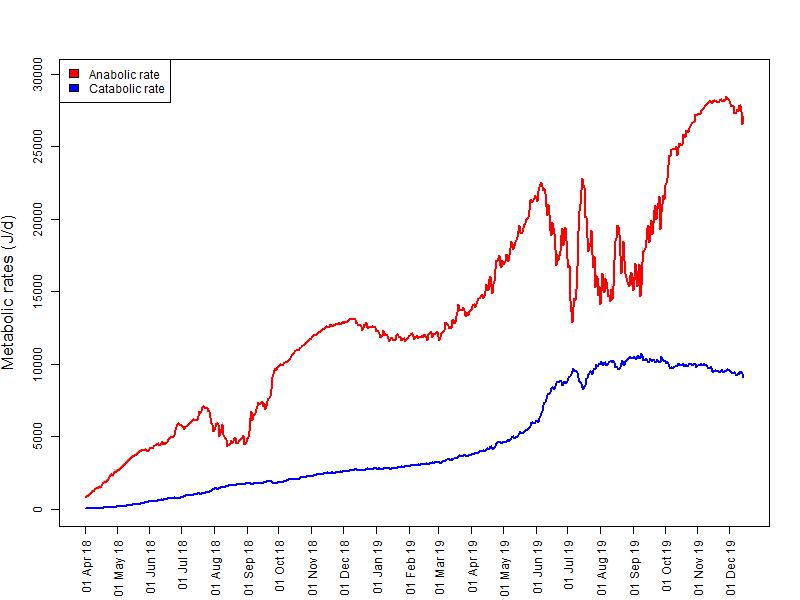 Anabolic rate
Catabolic rate
Metabolic rates (J/d)
30000
25000
20000
15000
10000
5000
0
01 Apr 18
01 May 18
01 Jun 18
01 Jul 18
01 Aug 18
01 Sep 18
01 Oct 18
01 Nov 18
01 Dec 18
01 Jan 19
01 Feb 19
01 Mar 19
01 Apr 19
01 May 19
01 Jun 19
01 Jul 19
01 Aug 19
01 Sep 19
01 Oct 19
01 Nov 19
01 Dec 19